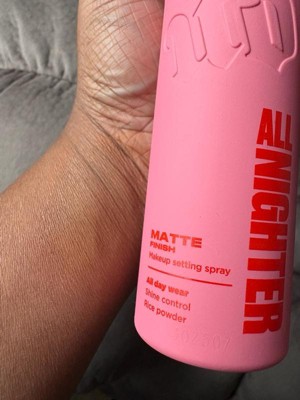 ALL
NIGHTER
MATTE
FINISH
Makeup setting spray
All day wear
Shine control
Rice powder